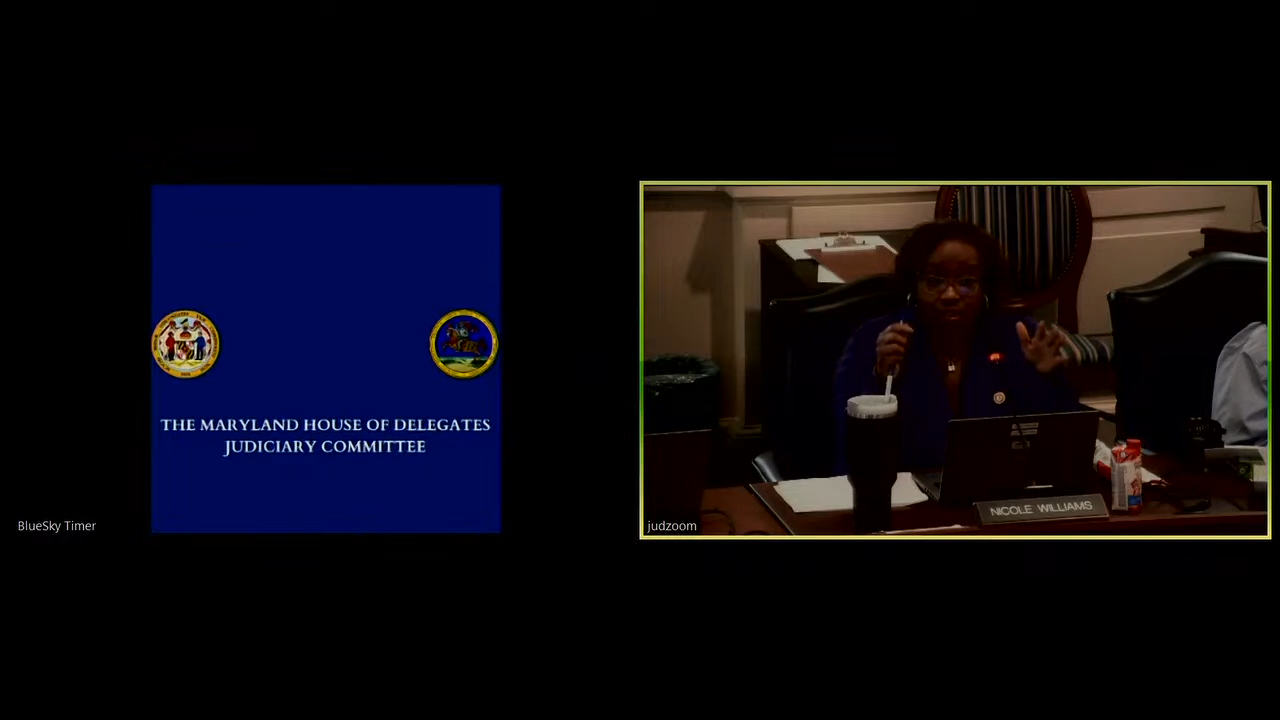 THE MARYLAND HOUSE OF DELEGATES
JUDICIARY COMMITTEE
BlueSky Timer
NICOLE WILLIAMS
judzoom